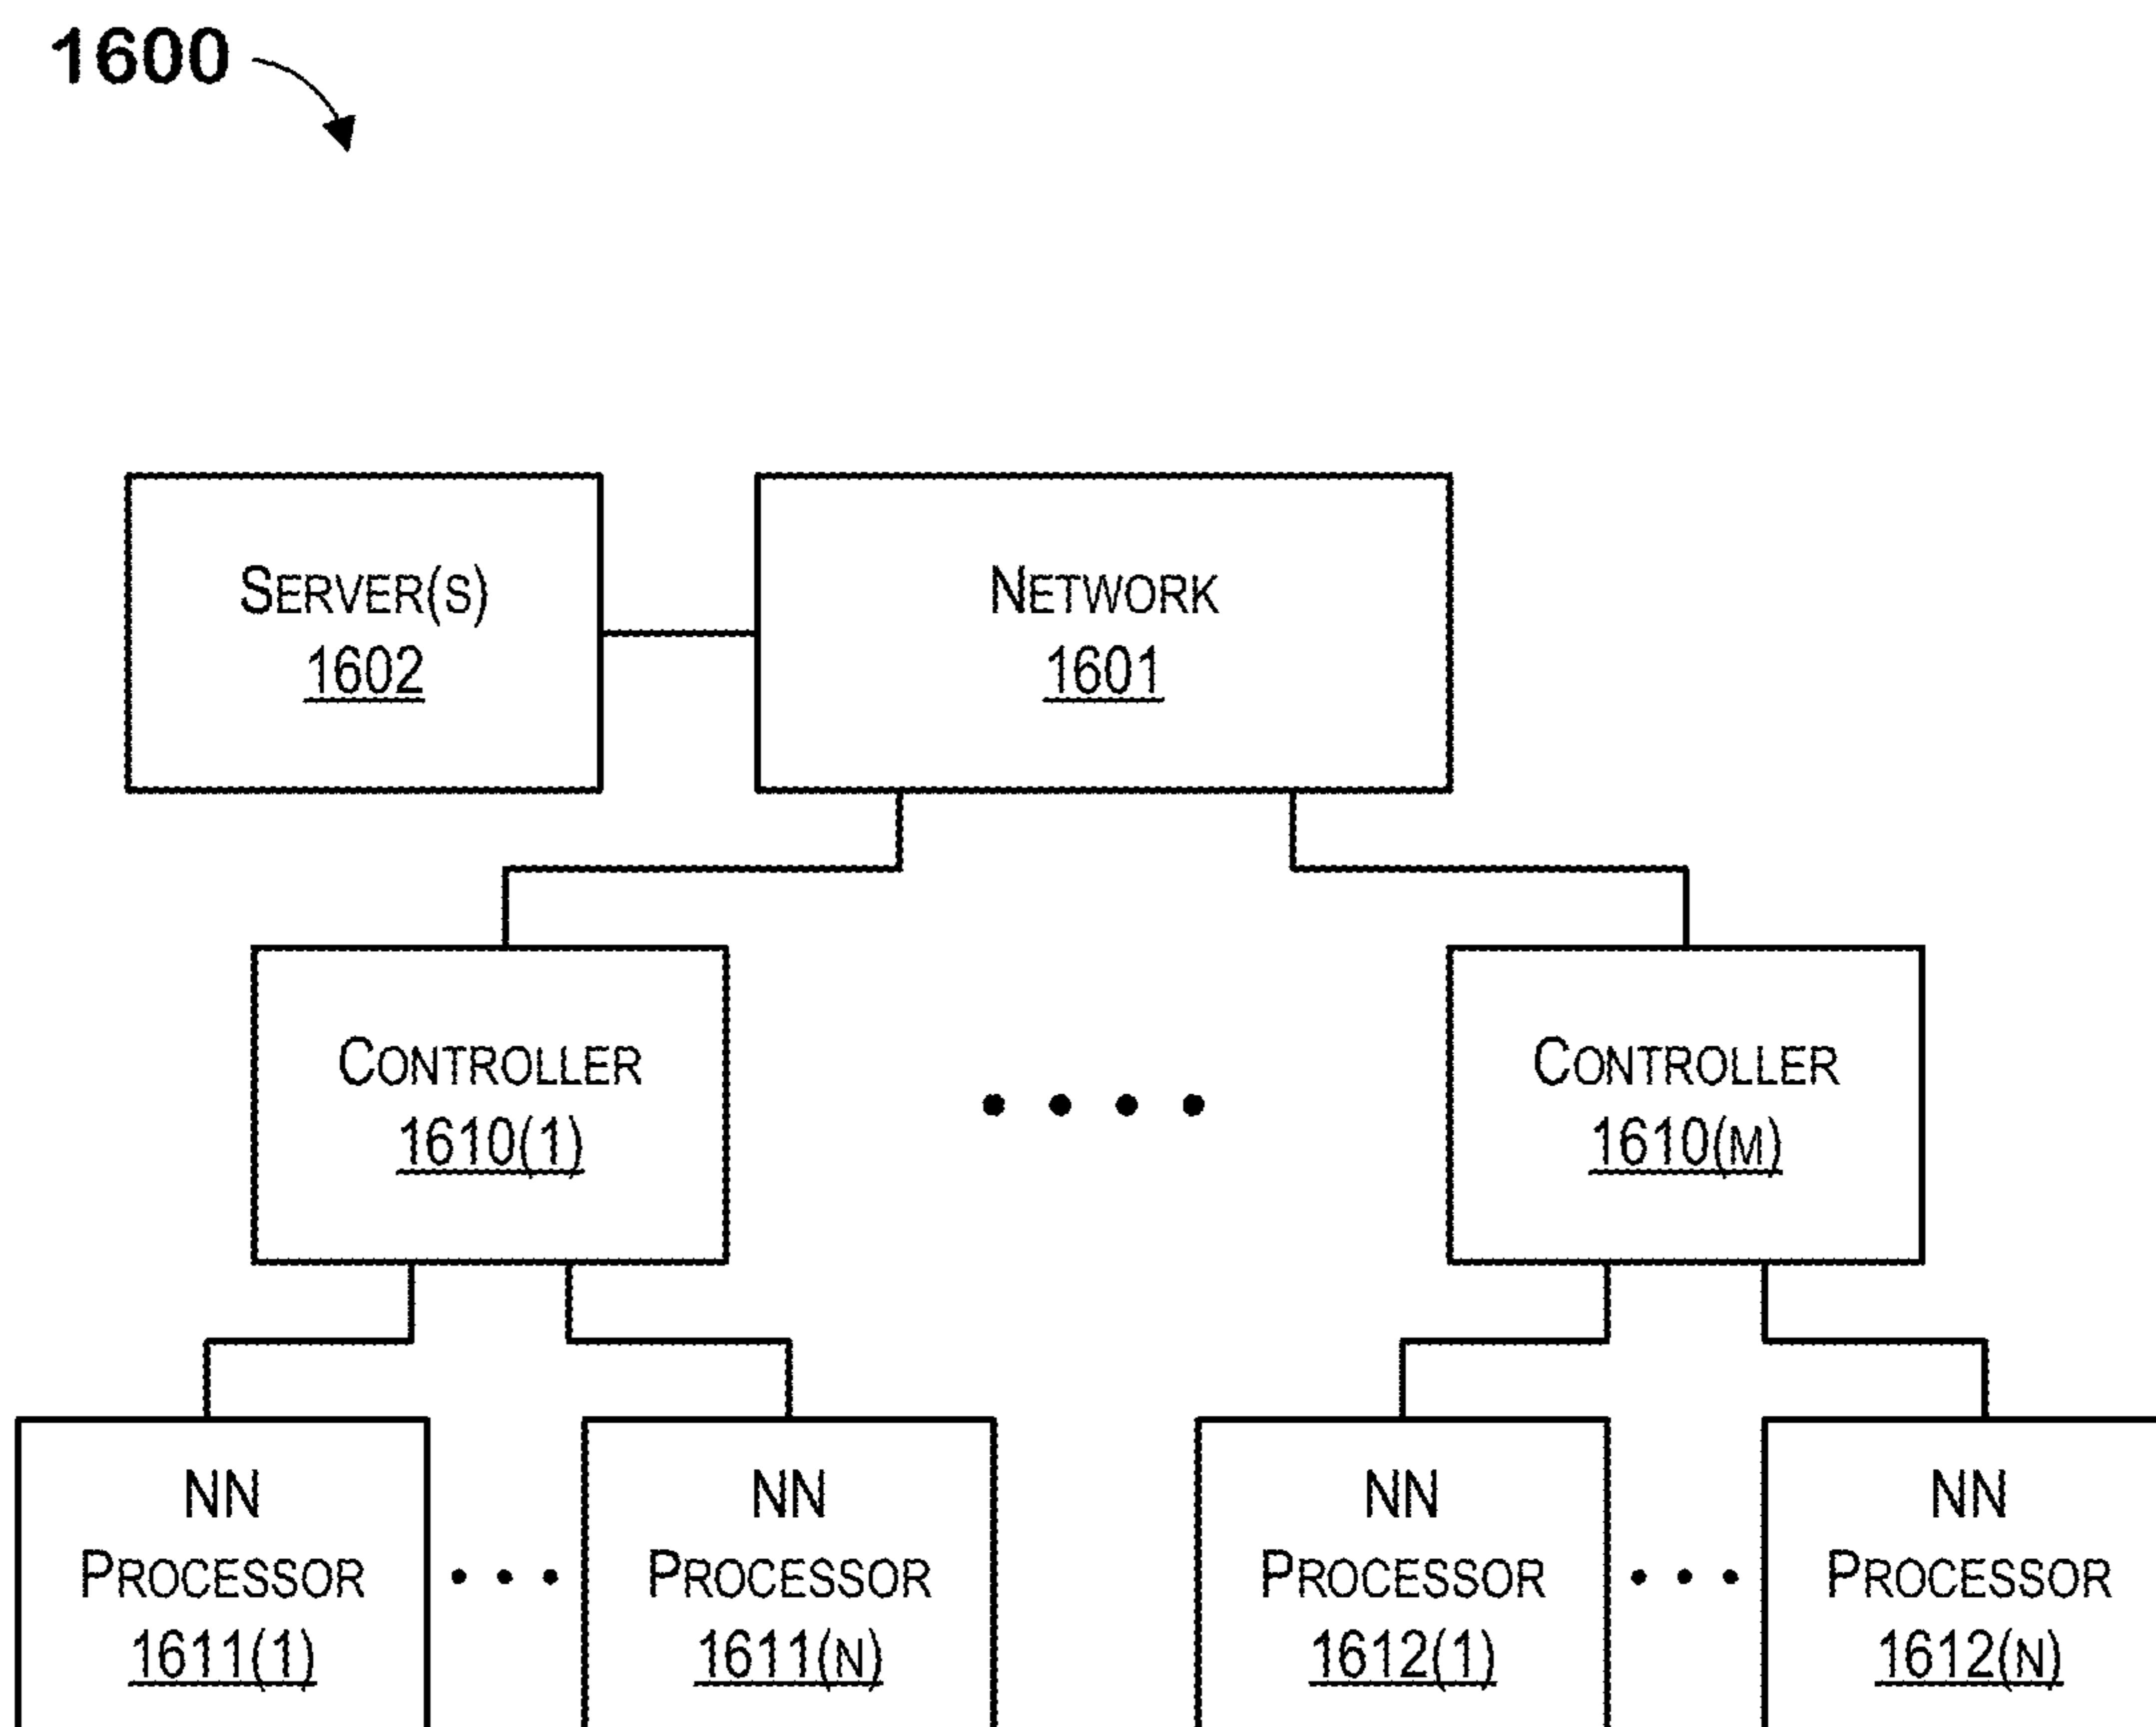 1600
SERVER(S)
1602
NETWORK
1601
CONTROLLER
1610(1)
CONTROLLER
1610(M)
NN
PROCESSOR
1611(1)
NN
PROCESSOR
1611(N)
NN
PROCESSOR
1612(1)
NN
PROCESSOR
1612(N)